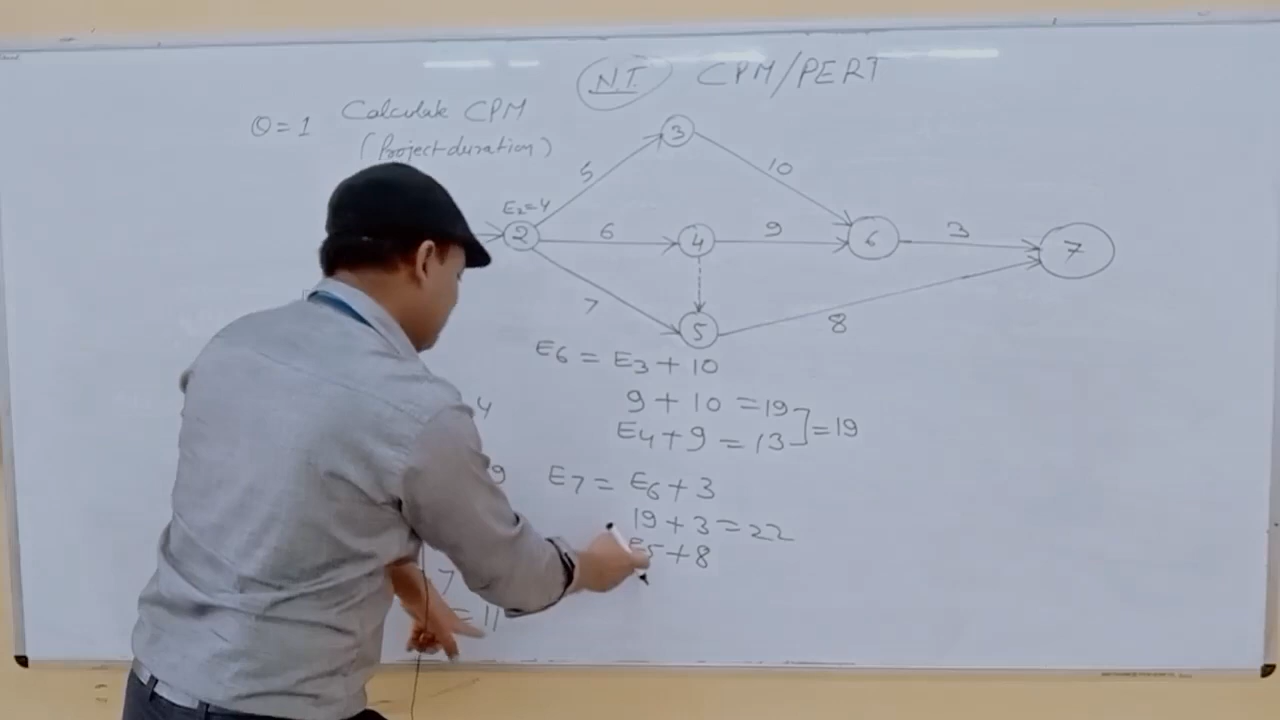 N.T. CPM/PERT
Q=1 Calculate CPM
(Project duration)
3
5
10
E2=4
2
6
4
9
6
3
7
7
5
8
E6 = E3 + 10
9 + 10 = 19
E4 + 9 = 13 ] = 19
4
9
E7 = E6 + 3
19 + 3 = 22
E5 + 8
7
= 11